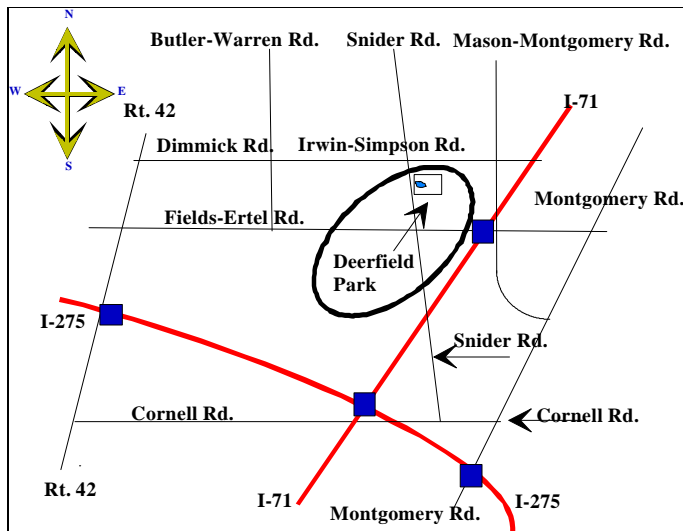 N
Butler-Warren Rd.
Snider Rd.
Mason-Montgomery Rd.
W
E
Rt. 42
I-71
S
Dimmick Rd.
Irwin-Simpson Rd.
Montgomery Rd.
Fields-Ertel Rd.
Deerfield
Park
I-275
Snider Rd.
Cornell Rd.
Cornell Rd.
Rt. 42
I-71
Montgomery Rd.
I-275